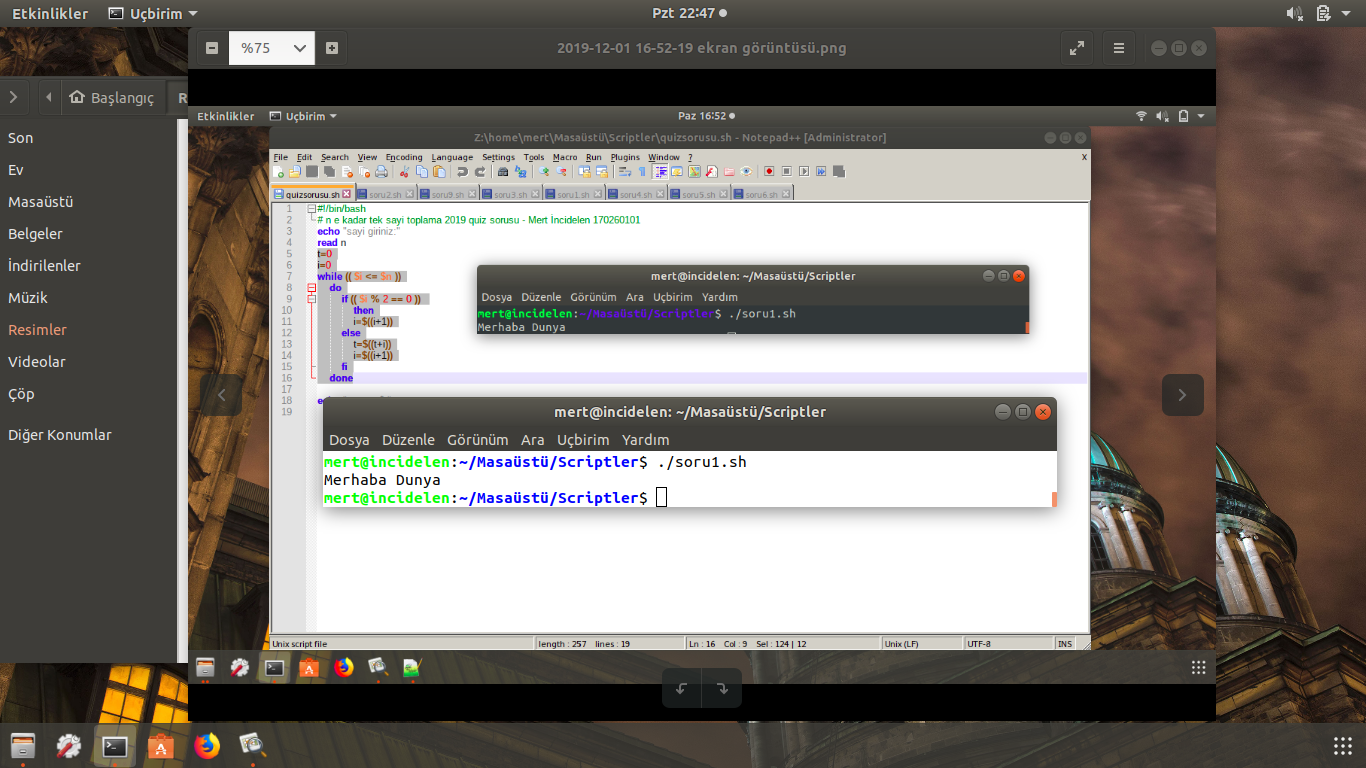 Etkinlikler Uçbirim Pzt 22:47
%75 2019-12-01 16-52-19 ekran görüntüsü.png
Başlangıç R
Son
Ev
Masaüstü
Belgeler
İndirilenler
Müzik
Resimler
Videolar
Çöp
Diğer Konumlar
Etkinlikler Uçbirim Paz 16:52
Z:\home\mert\Masaüstü\Scriptler\quizsorusu.sh - Notepad++ [Administrator]
File Edit Search View Encoding Language Settings Tools Macro Run Plugins Window ? X
quizsorusu.sh soru2.sh soru9.sh soru3.sh soru1.sh soru4.sh soru5.sh soru6.sh
1 #!/bin/bash
2 # n e kadar tek sayi toplama 2019 quiz sorusu - Mert İncidelen 170260101
3 echo "sayi giriniz:"
4 read n
5 t=0
6 i=0
7 while (( $i <= $n ))
8 do
9 if (( $i % 2 == 0 ))
10 then
11 i=$((i+1))
12 else
13 t=$((t+i))
14 i=$((i+1))
15 fi
16 done
17
18 e
19
mert@incidelen: ~/Masaüstü/Scriptler
Dosya Düzenle Görünüm Ara Uçbirim Yardım
mert@incidelen:~/Masaüstü/Scriptler$ ./soru1.sh
Merhaba Dunya
mert@incidelen: ~/Masaüstü/Scriptler
Dosya Düzenle Görünüm Ara Uçbirim Yardım
mert@incidelen:~/Masaüstü/Scriptler$ ./soru1.sh
Merhaba Dunya
mert@incidelen:~/Masaüstü/Scriptler$
Unix script file length : 257 lines : 19 Ln : 16 Col : 9 Sel : 124 | 12 Unix (LF) UTF-8 INS